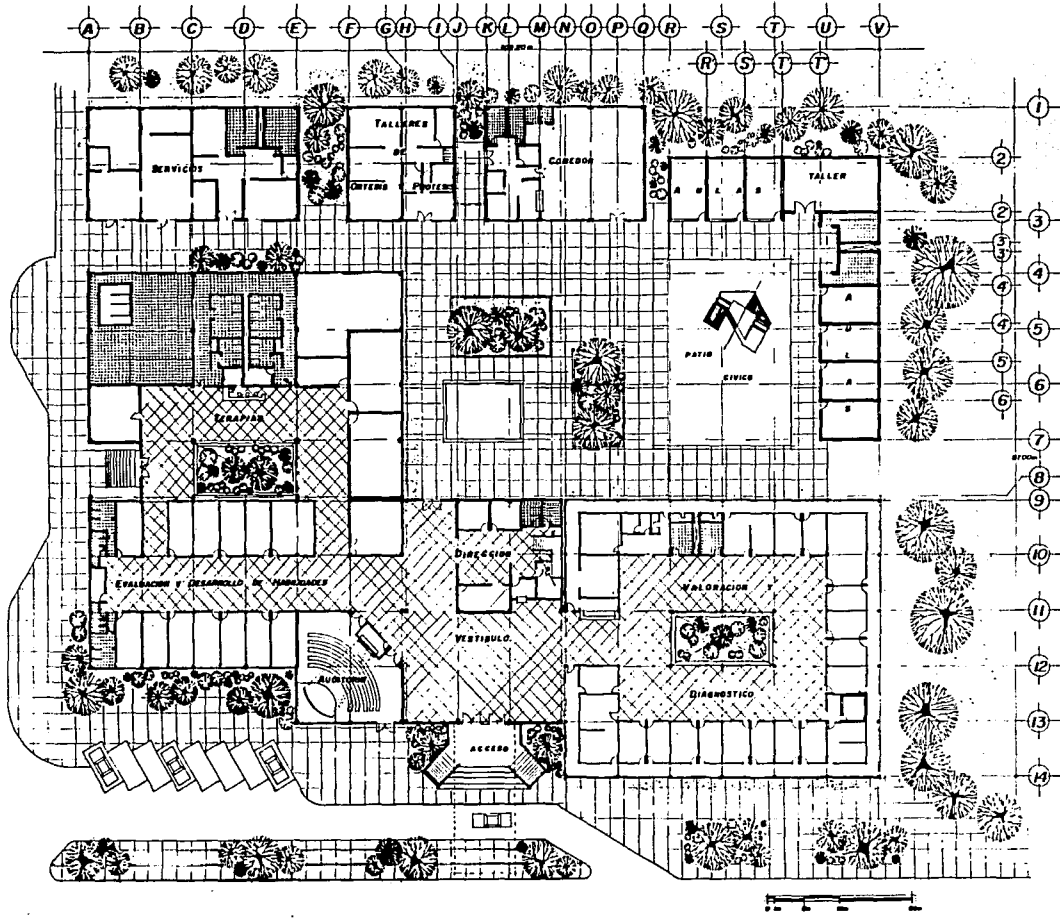 A B C D E F G H I J K L M N O P Q R S T U V
R' S' T' T'
1
TALLERES
DE
ORTESIS Y PROTESIS
SERVICIOS
COMEDOR
2
AULAS
TALLER
2'
3
3
3'
4
4'
4'
5
PATIO
CIVICO
AULAS
5
6
6
TERAPIAS
7
8
9
DIRECCION
10
EVALUACION Y DESARROLLO DE HABILIDADES
VALORACION
11
VESTIBULO.
12
AUDITORIO
DIAGNOSTICO
13
ACCESO
14